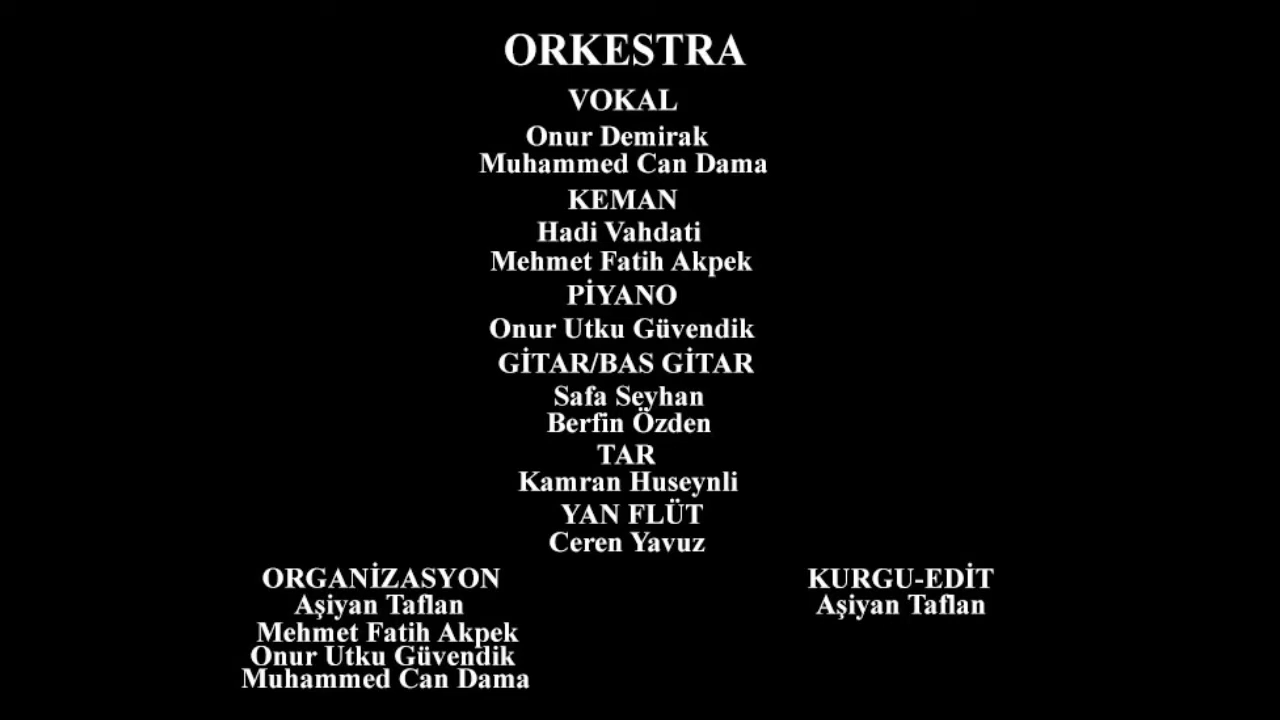 ORKESTRA
VOKAL
Onur Demirak
Muhammed Can Dama
KEMAN
Hadi Vahdati
Mehmet Fatih Akpek
PİYANO
Onur Utku Güvendik
GİTAR/BAS GİTAR
Safa Seyhan
Berfin Özden
TAR
Kamran Huseynli
YAN FLÜT
Ceren Yavuz
ORGANİZASYON
Aşiyan Taflan
Mehmet Fatih Akpek
Onur Utku Güvendik
Muhammed Can Dama
KURGU-EDİT
Aşiyan Taflan